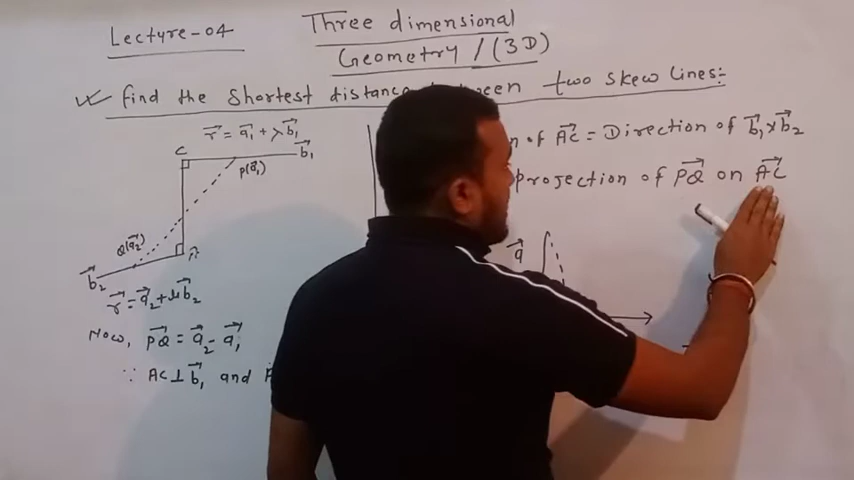 Lecture-04
Three dimensional
Geometry / (3D)
✓ find the Shortest distance between two skew lines:-
r⃗ = a⃗₁ + λb⃗₁
C
b⃗₁
P(a⃗₁)
Q(a⃗₂)
A
b⃗₂
r⃗ = a⃗₂ + μb⃗₂
Now, PQ⃗ = a⃗₂ - a⃗₁
∵ AC ⊥ b⃗₁ and
of AC⃗ = Direction of b⃗₁ × b⃗₂
projection of PQ⃗ on AC⃗
a⃗